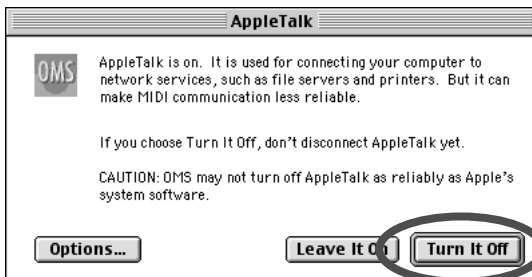 AppleTalk
OMS
AppleTalk is on. It is used for connecting your computer to
network services, such as file servers and printers. But it can
make MIDI communication less reliable.
If you choose Turn It Off, don't disconnect AppleTalk yet.
CAUTION: OMS may not turn off AppleTalk as reliably as Apple's
system software.
Options... Leave It On Turn It Off